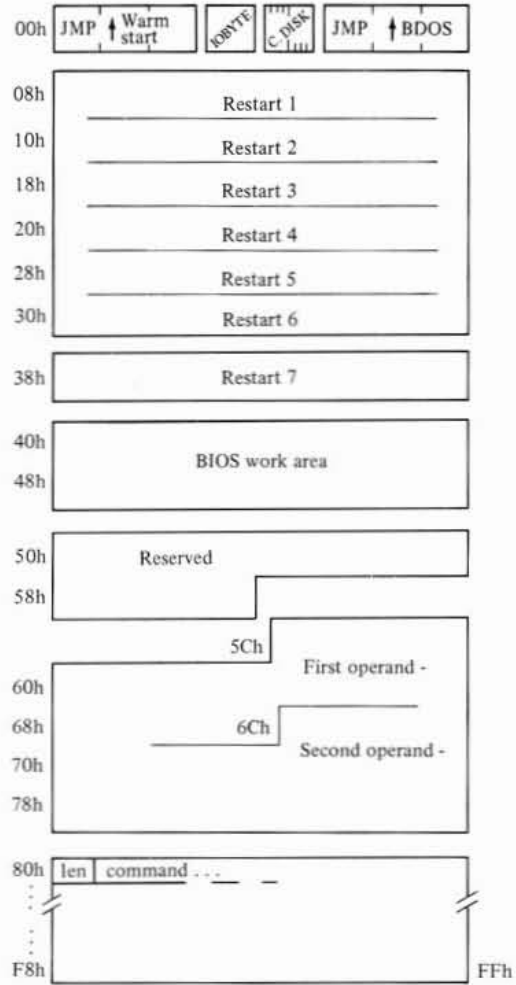 00h JMP Warm start IOBYTE C. DISK JMP BDOS
08h Restart 1
10h Restart 2
18h Restart 3
20h Restart 4
28h Restart 5
30h Restart 6
38h Restart 7
40h BIOS work area
48h
50h Reserved
58h
5Ch
First operand -
60h
68h 6Ch
Second operand -
70h
78h
80h len command . . .
F8h FFh